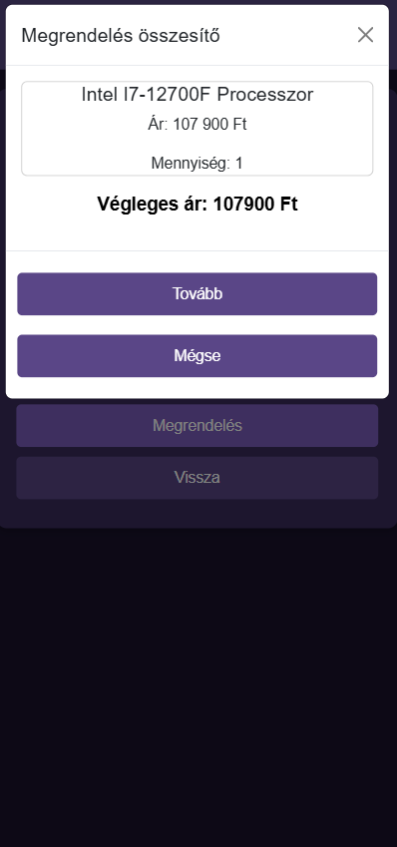 Megrendelés összesítő
Intel I7-12700F Processzor
Ár: 107 900 Ft
Mennyiség: 1
Végleges ár: 107900 Ft
Tovább
Mégse
Megrendelés
Vissza